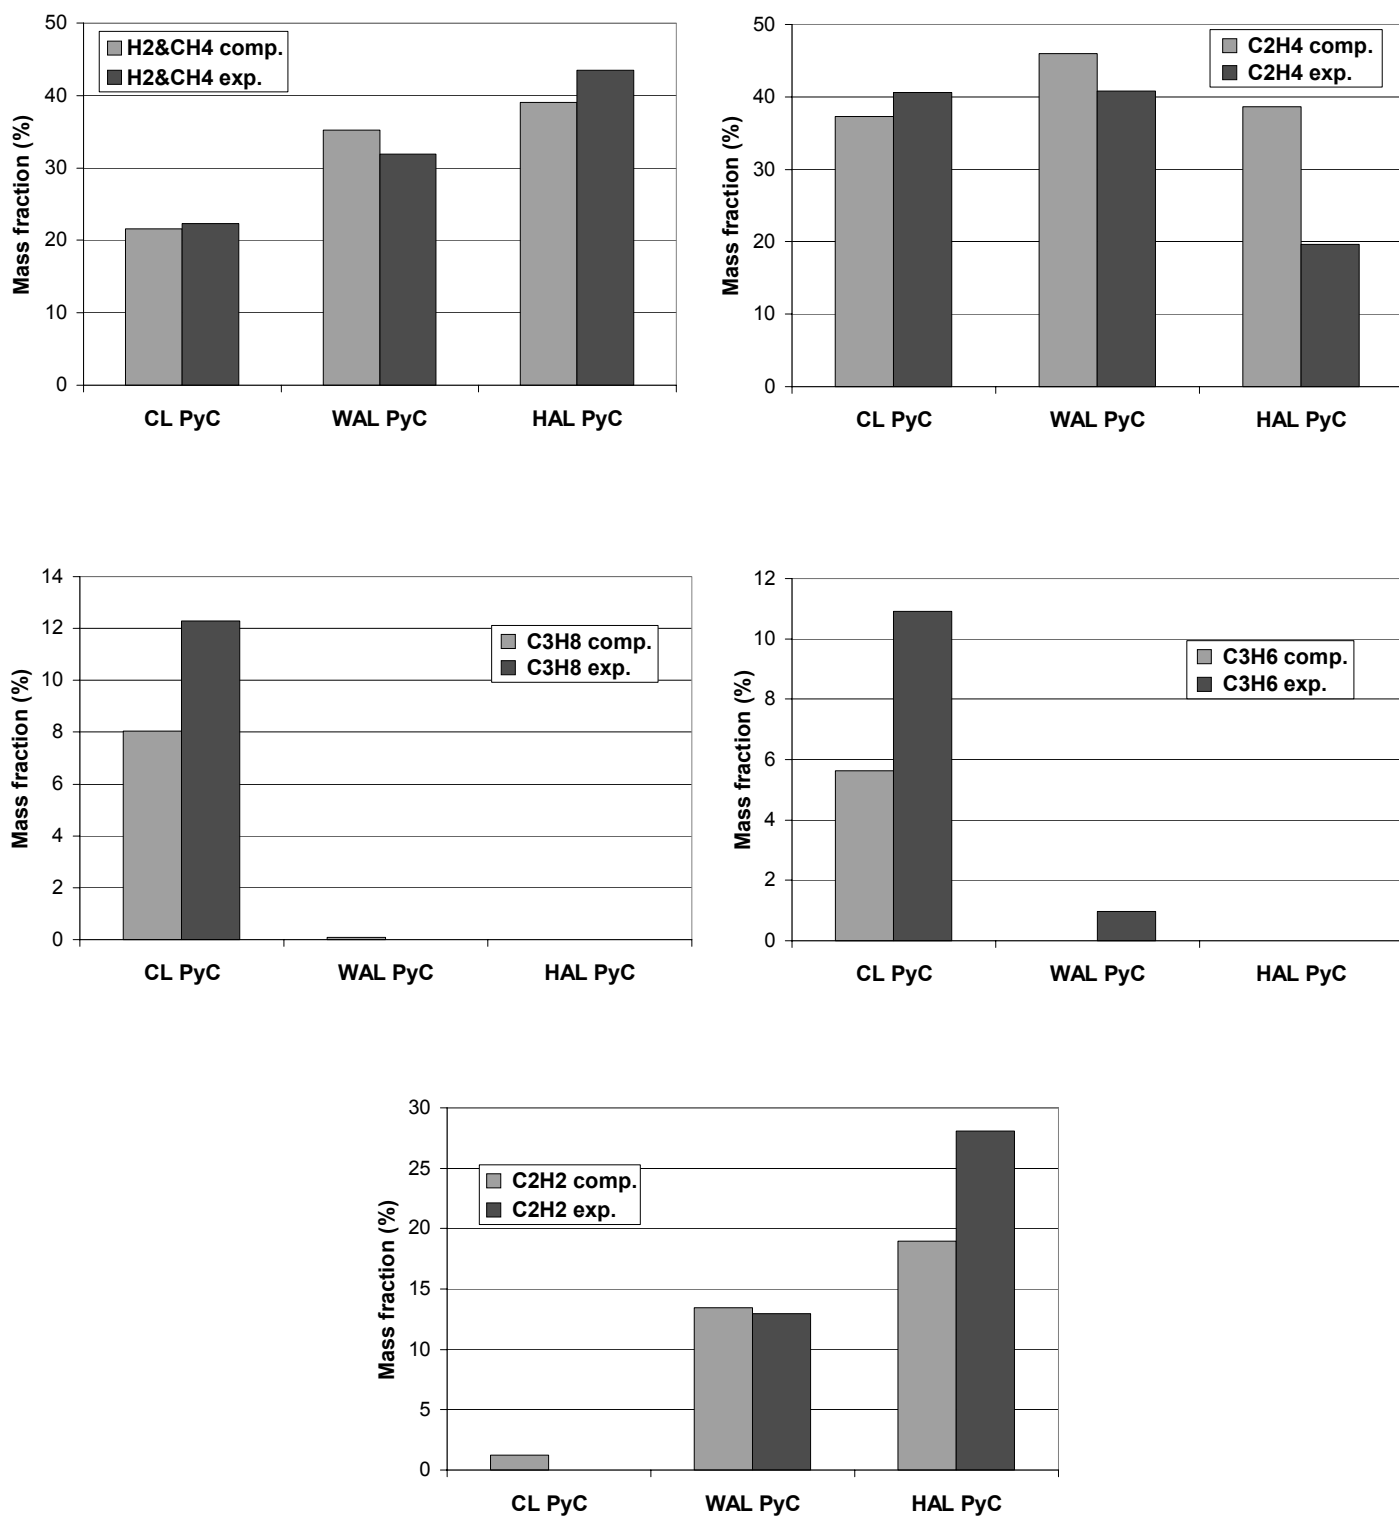 Mass fraction (%)
50
40
30
20
10
0
H2&CH4 comp.
H2&CH4 exp.
CL PyC WAL PyC HAL PyC
Mass fraction (%)
50
40
30
20
10
0
C2H4 comp.
C2H4 exp.
CL PyC WAL PyC HAL PyC
Mass fraction (%)
14
12
10
8
6
4
2
0
C3H8 comp.
C3H8 exp.
CL PyC WAL PyC HAL PyC
Mass fraction (%)
12
10
8
6
4
2
0
C3H6 comp.
C3H6 exp.
CL PyC WAL PyC HAL PyC
Mass fraction (%)
30
25
20
15
10
5
0
C2H2 comp.
C2H2 exp.
CL PyC WAL PyC HAL PyC